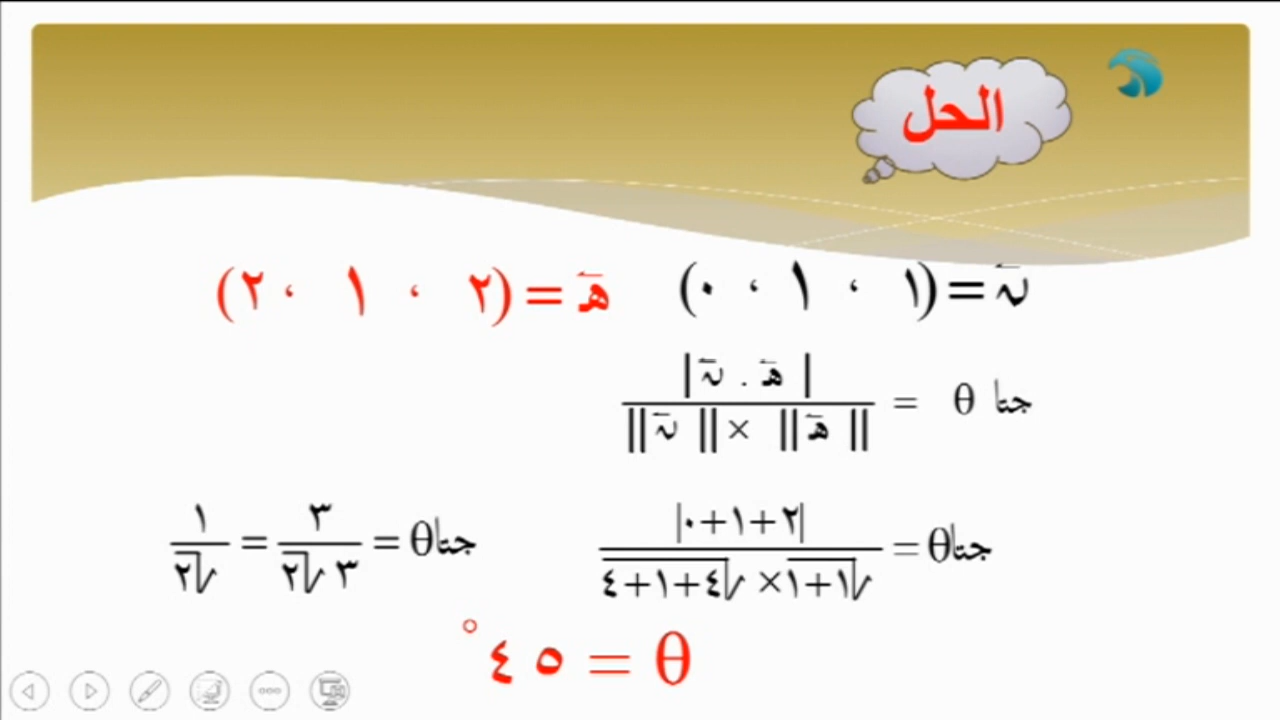 الحل
نَ = (١ ، ١ ، ٠) هـَ = (٢ ، ١ ، ٢)
جتا θ = | هـَ . نَ | / || هـَ || × || نَ ||
جتاθ = |٢+١+٠| / √(١+١) × √(٤+١+٤) جتاθ = ٣ / ٣√٢ = ١ / √٢
θ = ٤٥°